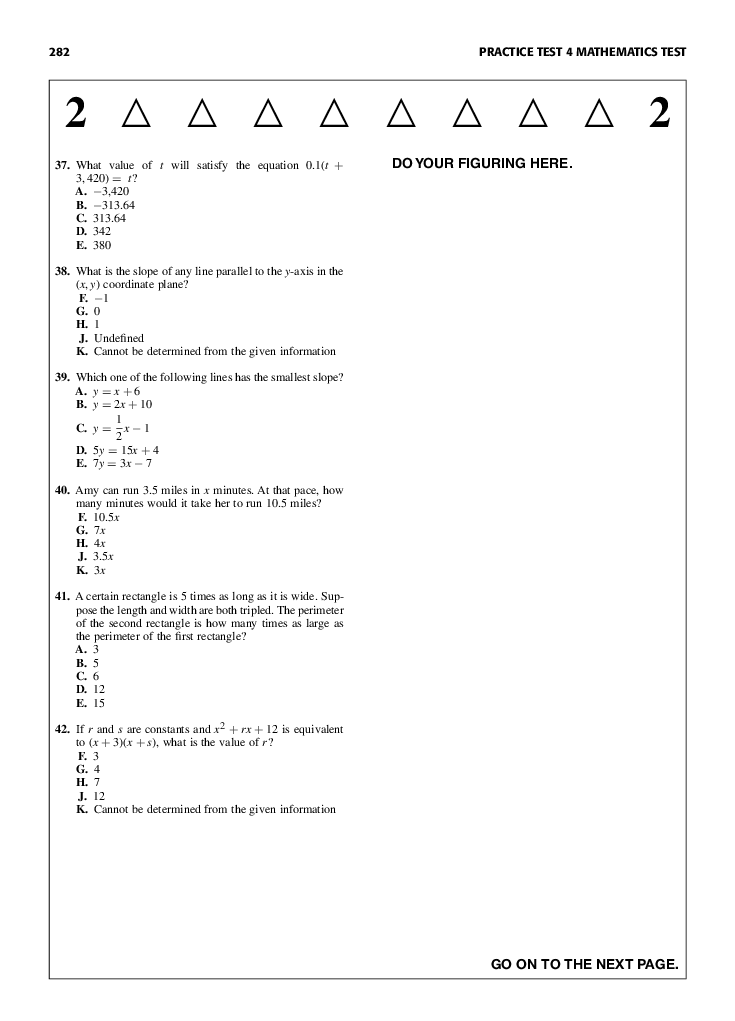 282
PRACTICE TEST 4 MATHEMATICS TEST
2 △ △ △ △ △ △ △ △ 2
37. What value of t will satisfy the equation 0.1(t +
3,420) = t?
A. −3,420
B. −313.64
C. 313.64
D. 342
E. 380
38. What is the slope of any line parallel to the y-axis in the
(x, y) coordinate plane?
F. −1
G. 0
H. 1
J. Undefined
K. Cannot be determined from the given information
39. Which one of the following lines has the smallest slope?
A. y = x + 6
B. y = 2x + 10
C. y = 1/2 x − 1
D. 5y = 15x + 4
E. 7y = 3x − 7
40. Amy can run 3.5 miles in x minutes. At that pace, how
many minutes would it take her to run 10.5 miles?
F. 10.5x
G. 7x
H. 4x
J. 3.5x
K. 3x
41. A certain rectangle is 5 times as long as it is wide. Sup-
pose the length and width are both tripled. The perimeter
of the second rectangle is how many times as large as
the perimeter of the first rectangle?
A. 3
B. 5
C. 6
D. 12
E. 15
42. If r and s are constants and x² + rx + 12 is equivalent
to (x + 3)(x + s), what is the value of r?
F. 3
G. 4
H. 7
J. 12
K. Cannot be determined from the given information
DO YOUR FIGURING HERE.
GO ON TO THE NEXT PAGE.